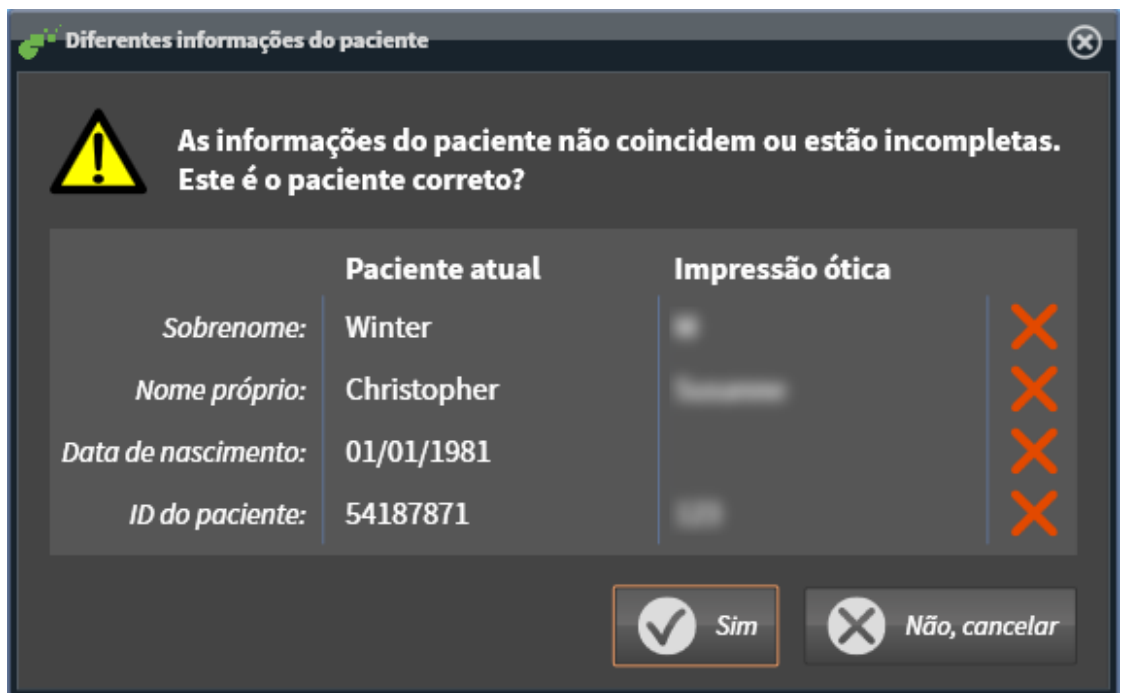 Diferentes informações do paciente
As informações do paciente não coincidem ou estão incompletas.
Este é o paciente correto?
Paciente atual Impressão ótica
Sobrenome: Winter
Nome próprio: Christopher
Data de nascimento: 01/01/1981
ID do paciente: 54187871
Sim Não, cancelar